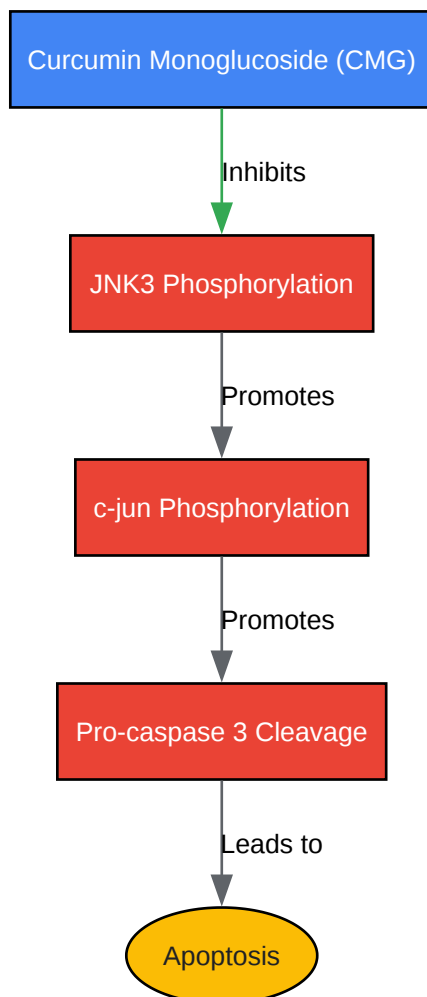 Curcumin Monoglucoside (CMG)
Inhibits
JNK3 Phosphorylation
Promotes
c-jun Phosphorylation
Promotes
Pro-caspase 3 Cleavage
Leads to
Apoptosis